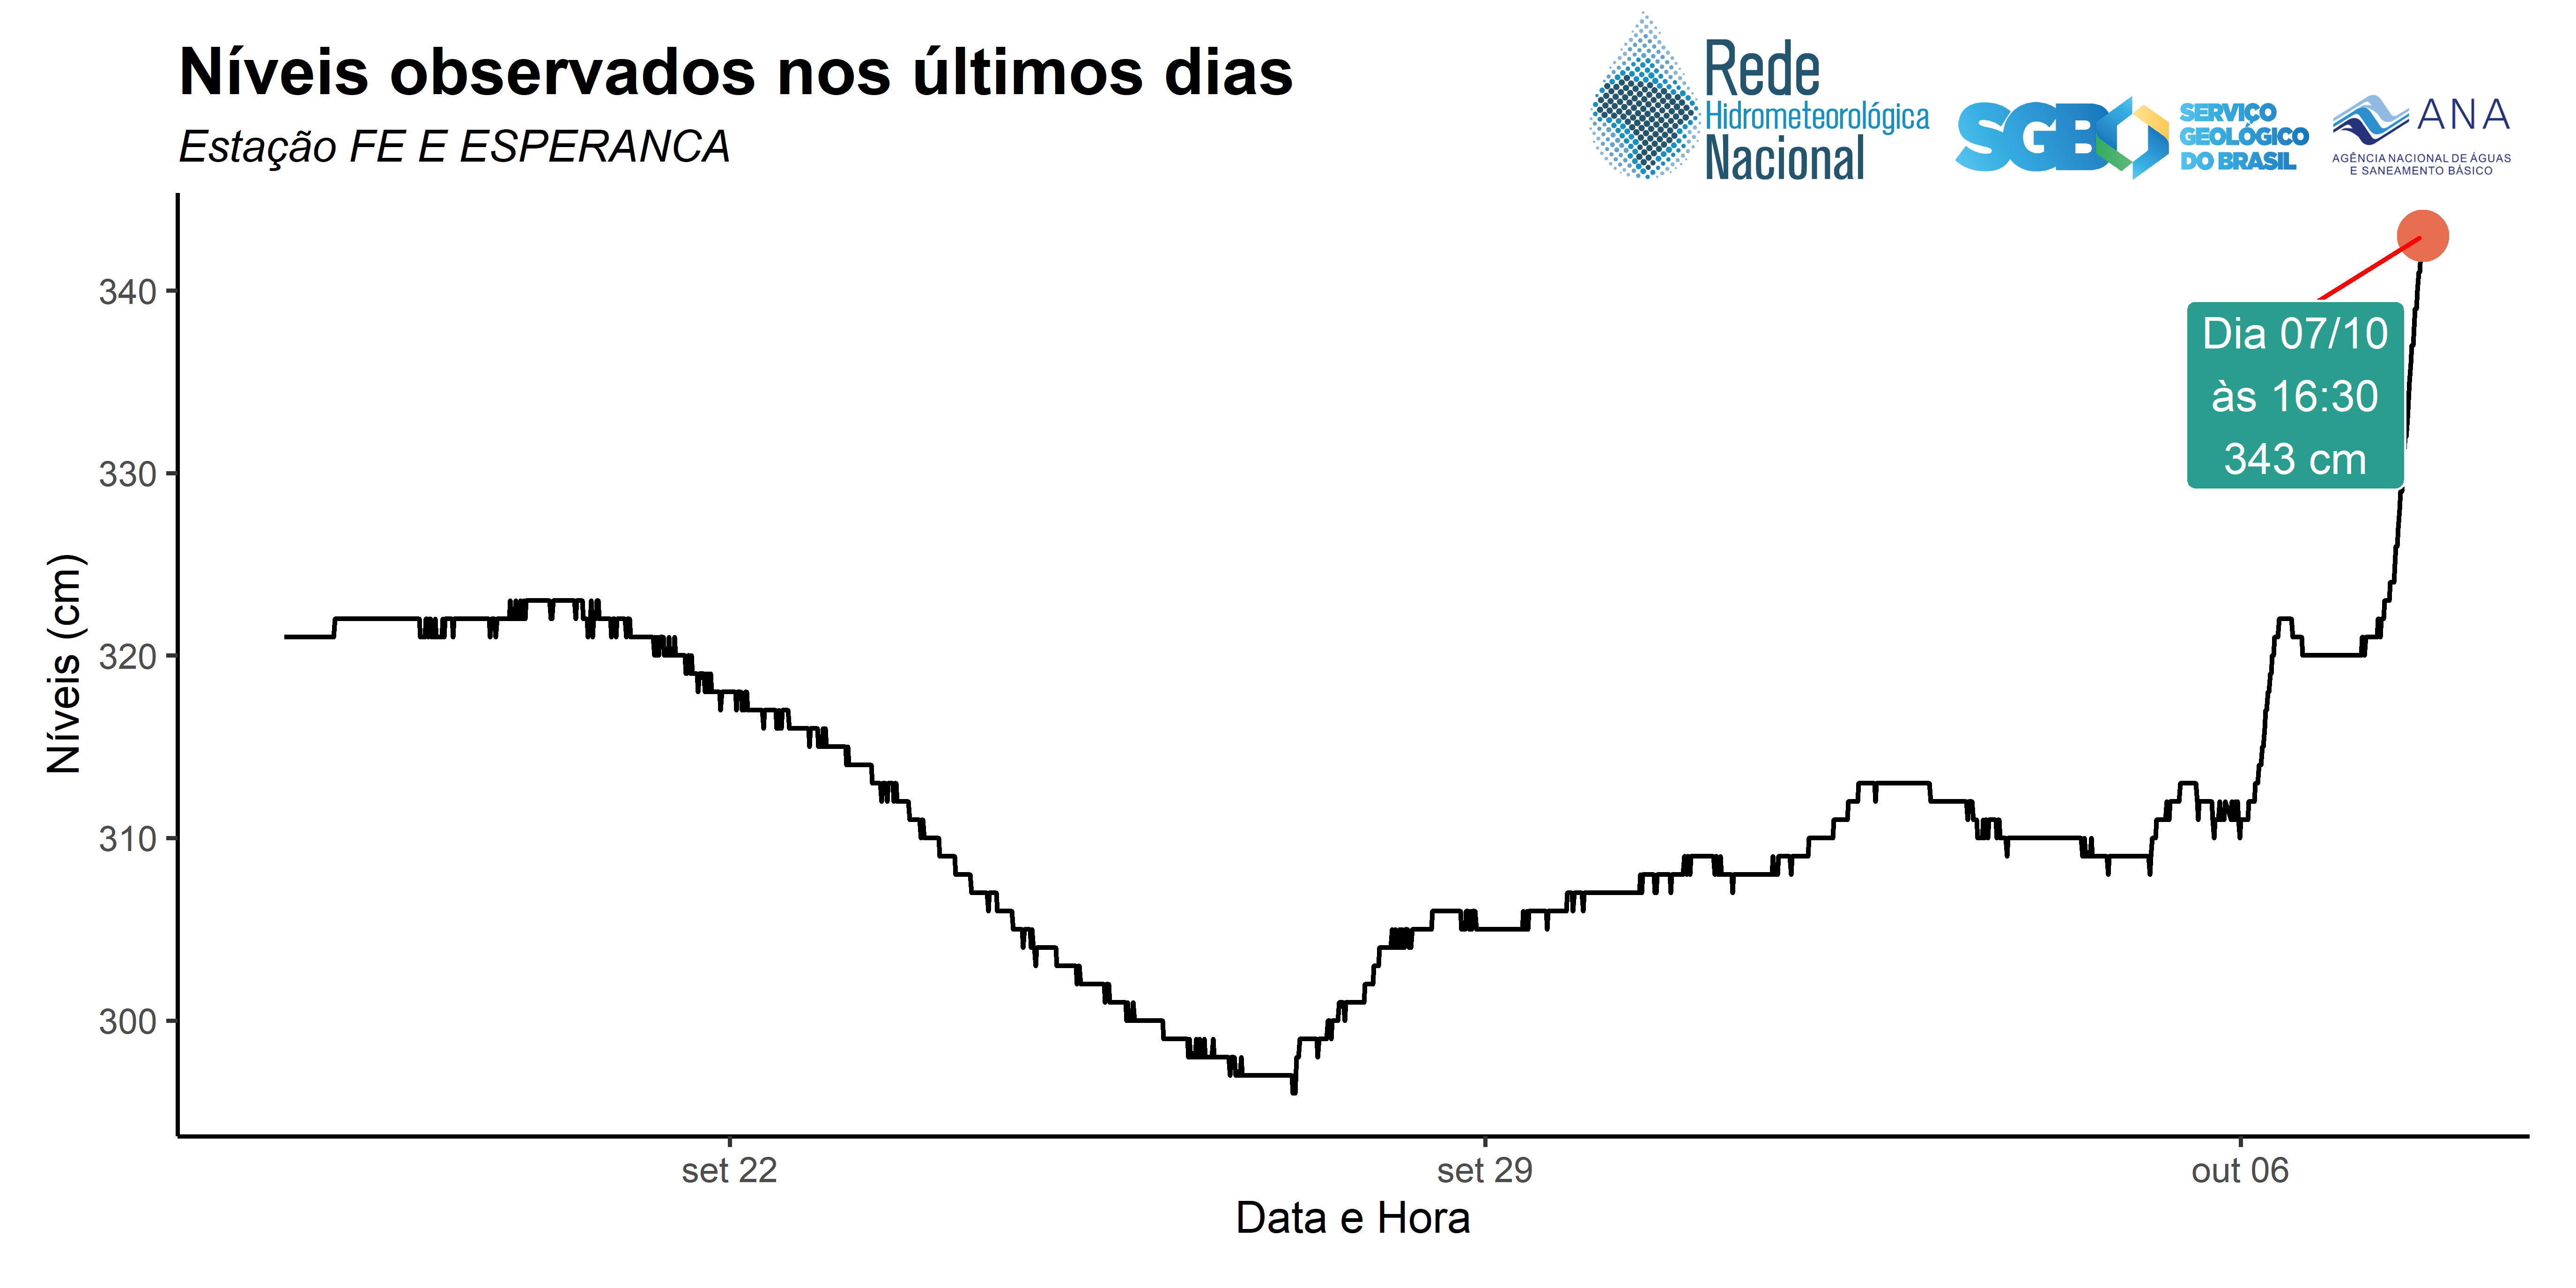 Níveis observados nos últimos dias
Estação FE E ESPERANCA
Rede
Hidrometeorológica
Nacional
SGB
SERVIÇO
GEOLÓGICO
DO BRASIL
ANA
AGÊNCIA NACIONAL DE ÁGUAS
E SANEAMENTO BÁSICO
340
330
320
310
300
Níveis (cm)
Dia 07/10
às 16:30
343 cm
set 22
set 29
out 06
Data e Hora